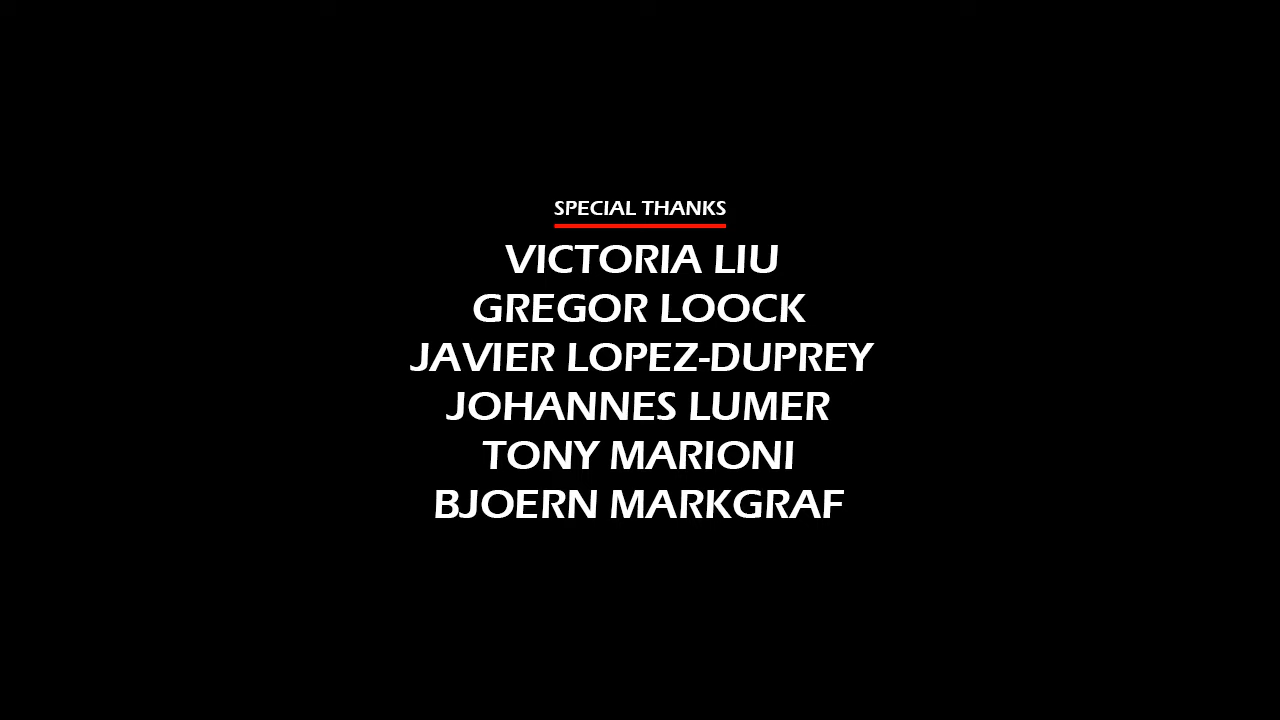 SPECIAL THANKS
VICTORIA LIU
GREGOR LOOCK
JAVIER LOPEZ-DUPREY
JOHANNES LUMER
TONY MARIONI
BJOERN MARKGRAF